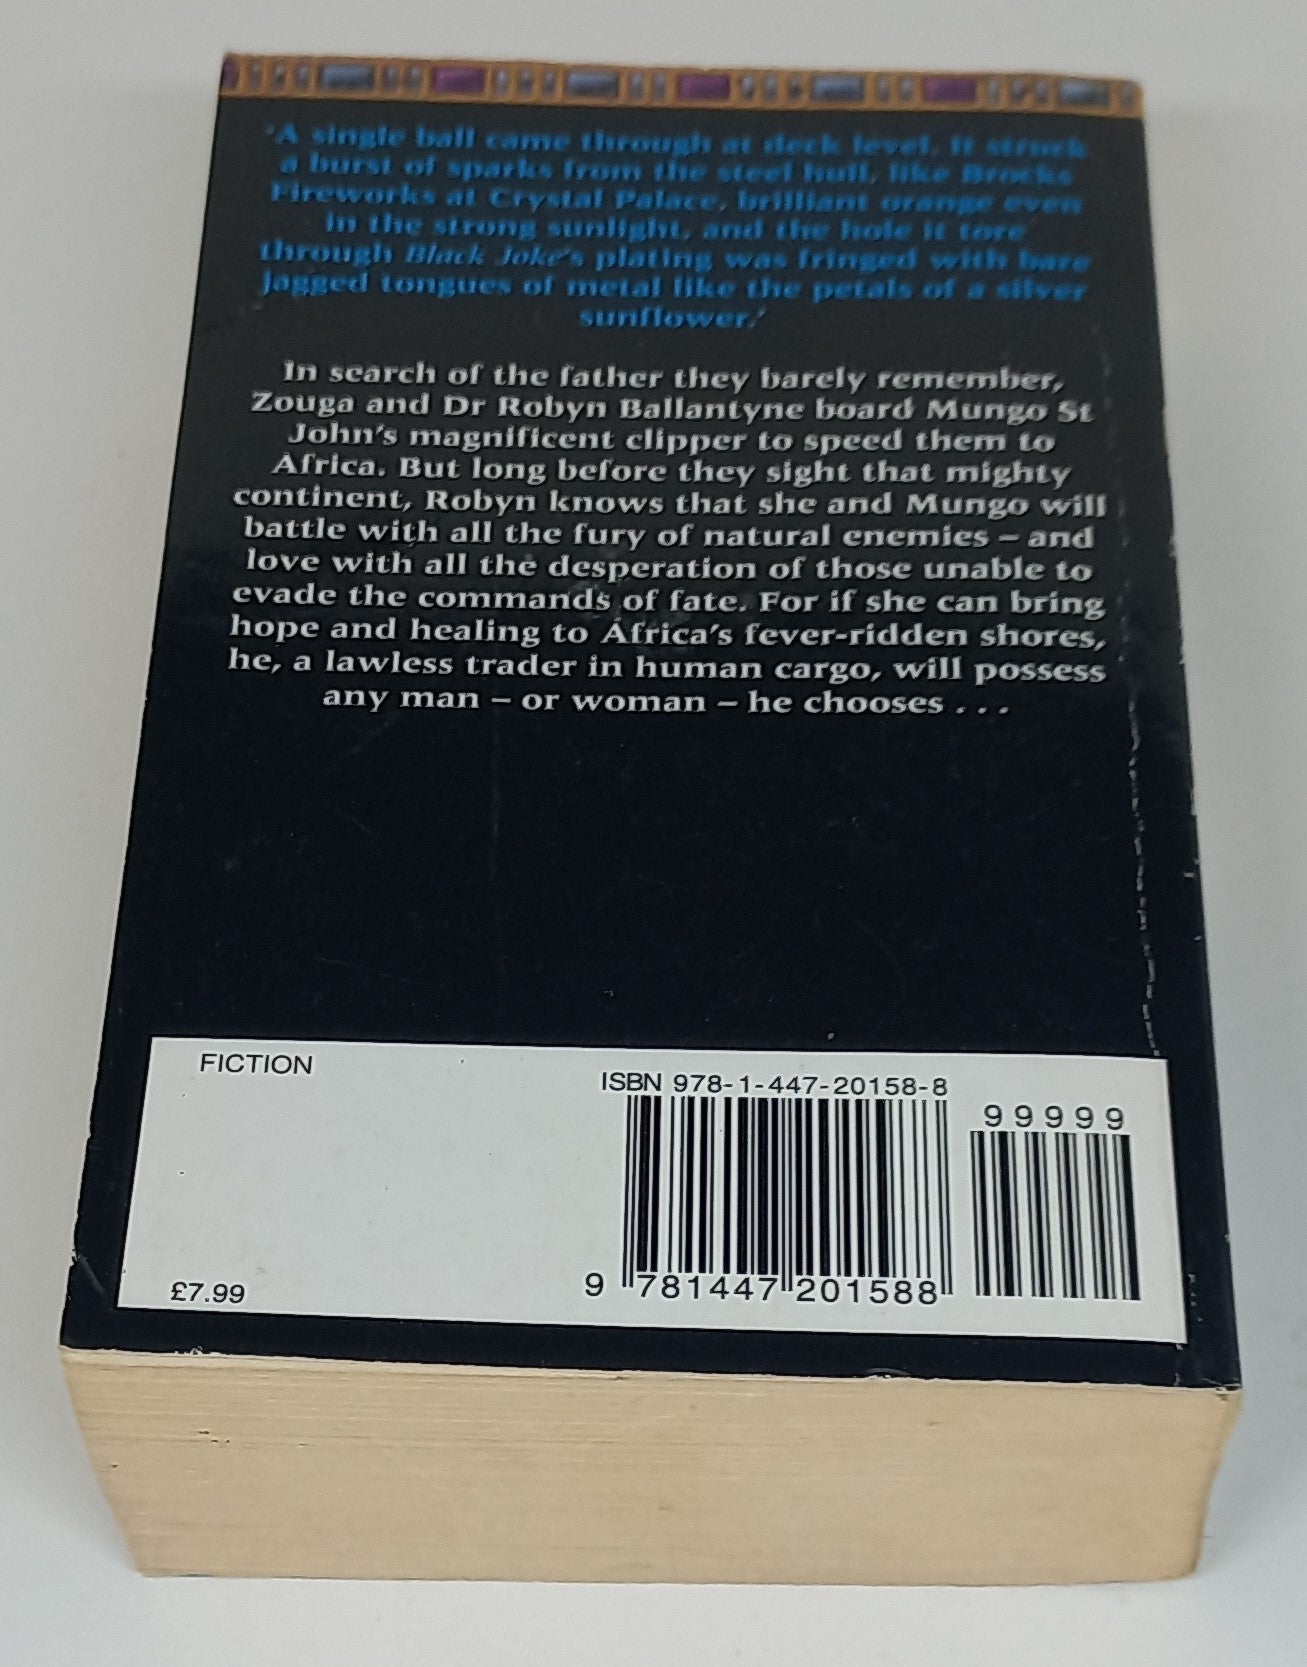 'A single ball came through at deck level. It struck
a burst of sparks from the steel hull, like Brocks
Fireworks at Crystal Palace, brilliant orange even
in the strong sunlight, and the hole it tore
through Black Joke's plating was fringed with bare
jagged tongues of metal like the petals of a silver
sunflower.'
In search of the father they barely remember,
Zouga and Dr Robyn Ballantyne board Mungo St
John's magnificent clipper to speed them to
Africa. But long before they sight that mighty
continent, Robyn knows that she and Mungo will
battle with all the fury of natural enemies – and
love with all the desperation of those unable to
evade the commands of fate. For if she can bring
hope and healing to Africa's fever-ridden shores,
he, a lawless trader in human cargo, will possess
any man – or woman – he chooses . . .
FICTION
ISBN 978-1-447-20158-8
99999
9 781447 201588
£7.99